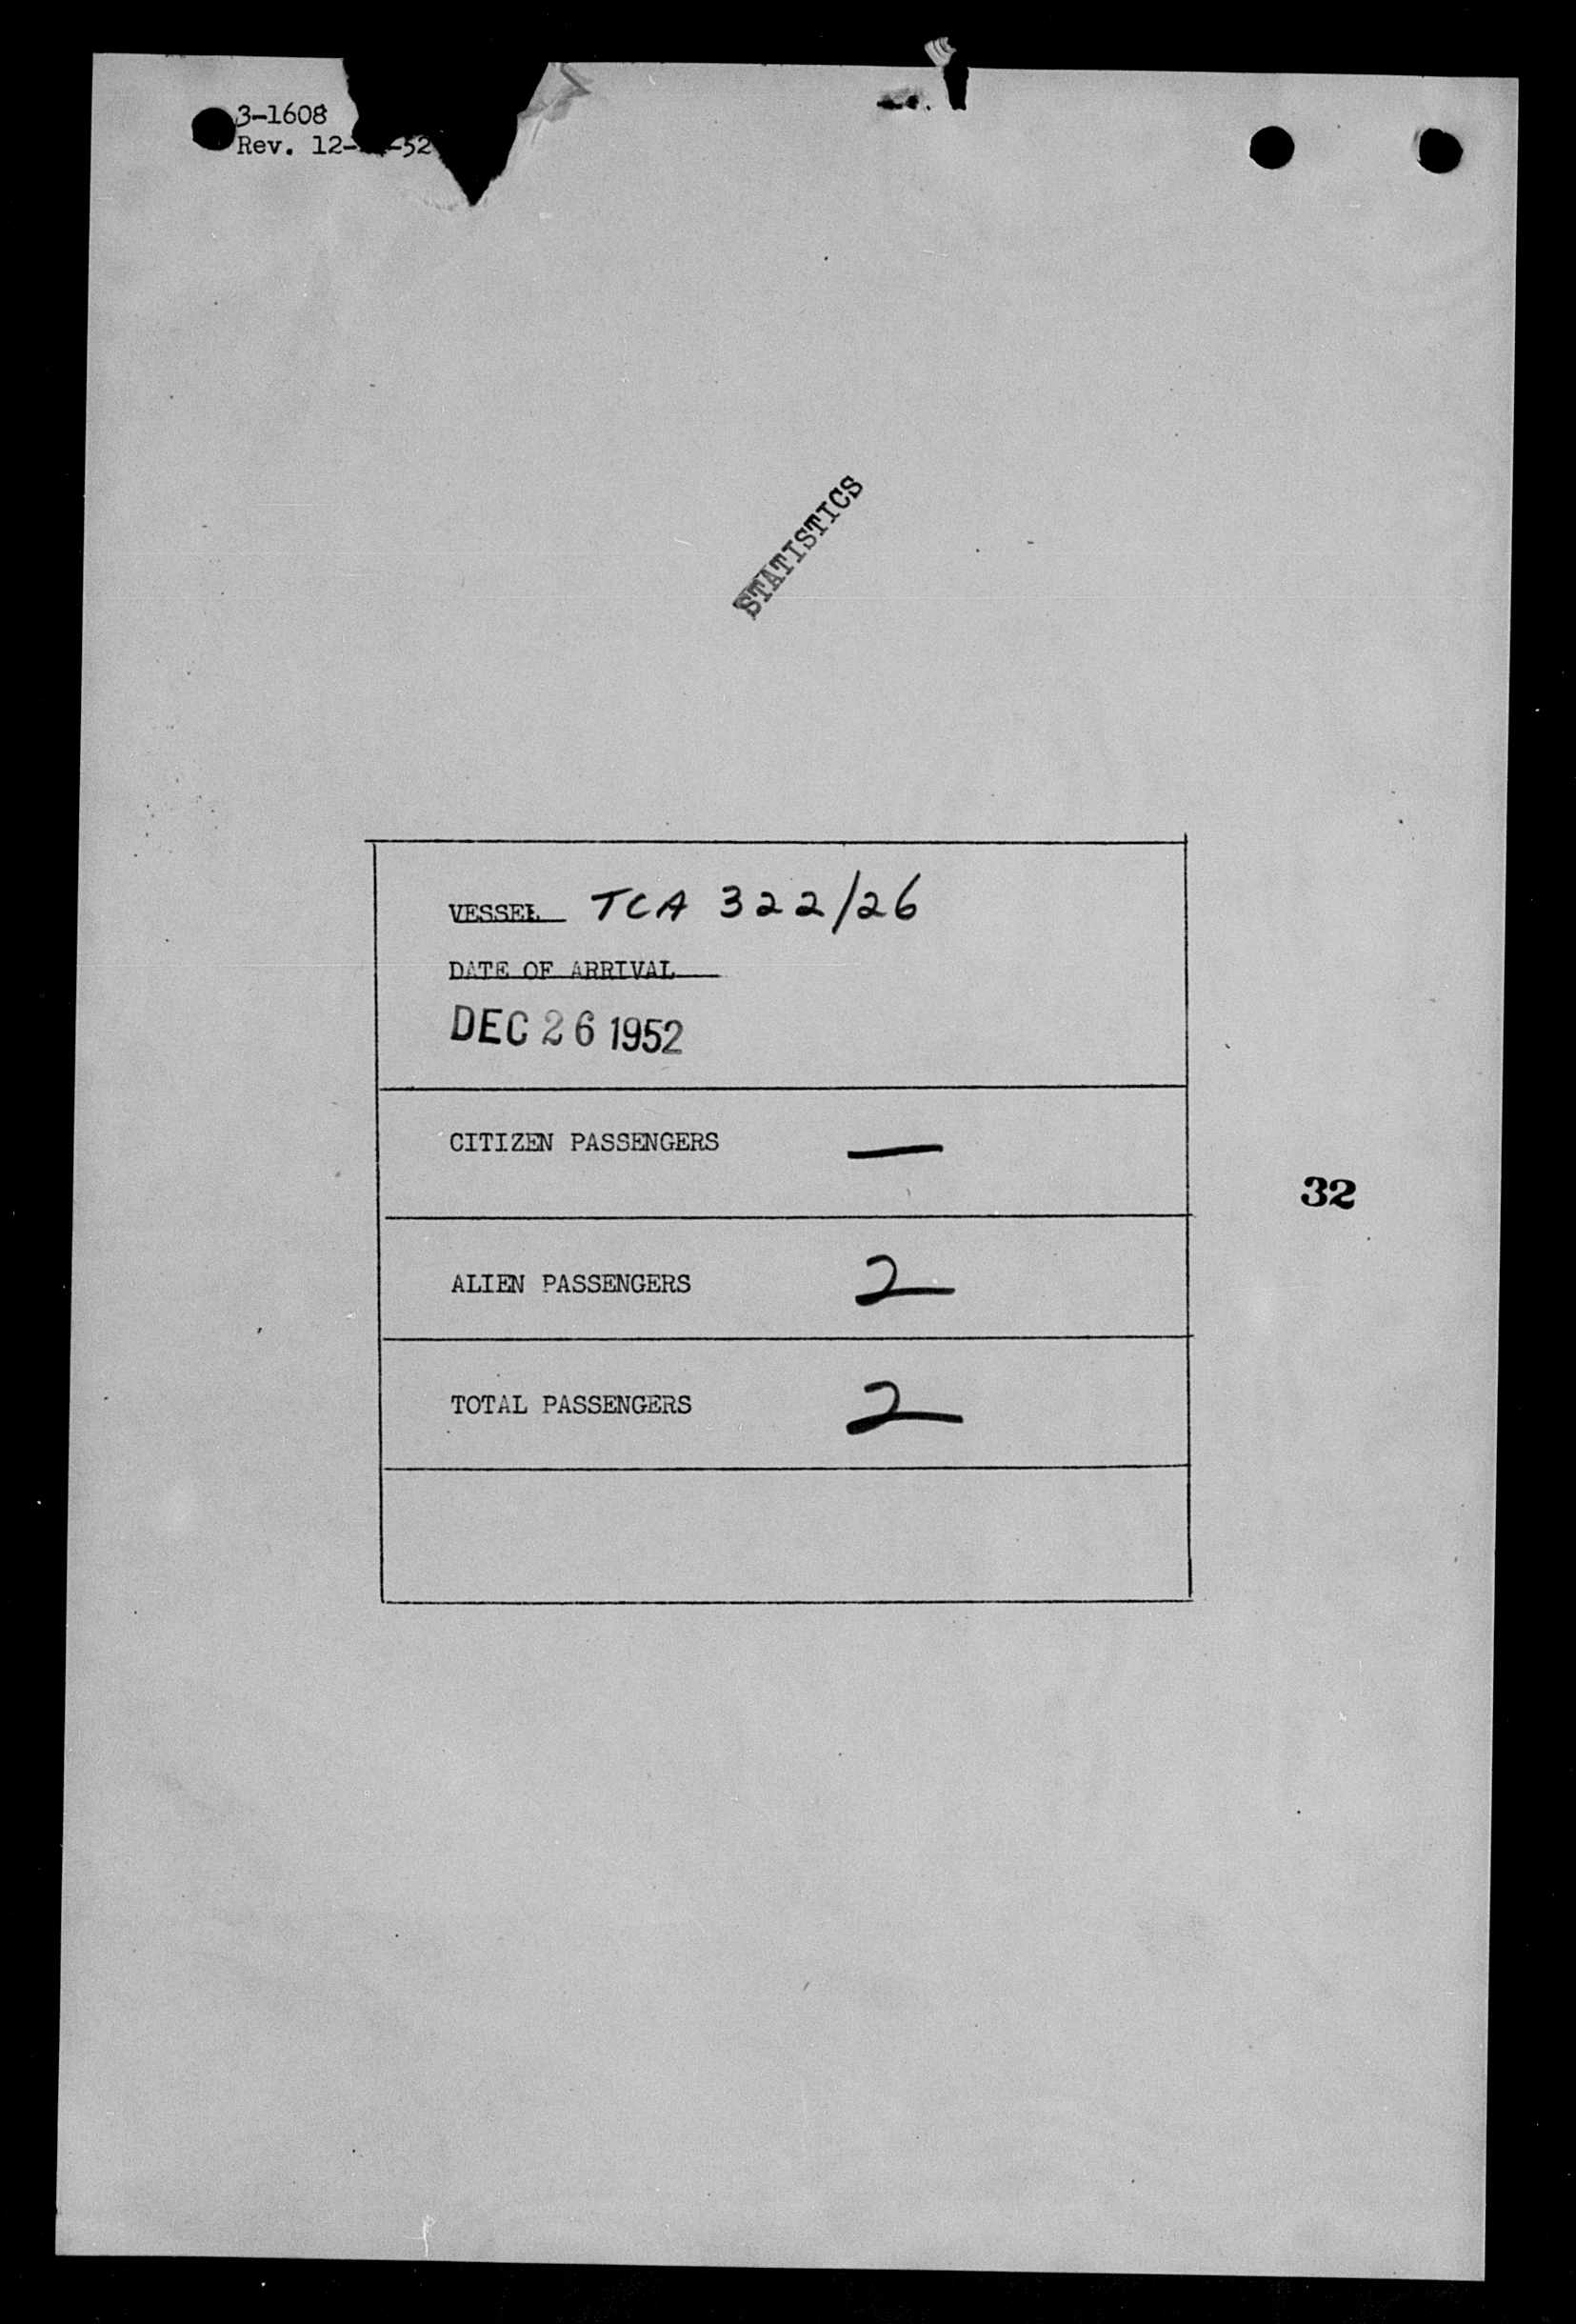 3-1608
Rev. 12- -52
STATISTICS
VESSEL TCA 322/26
DATE OF ARRIVAL
DEC 26 1952
CITIZEN PASSENGERS —
32
ALIEN PASSENGERS 2
TOTAL PASSENGERS 2